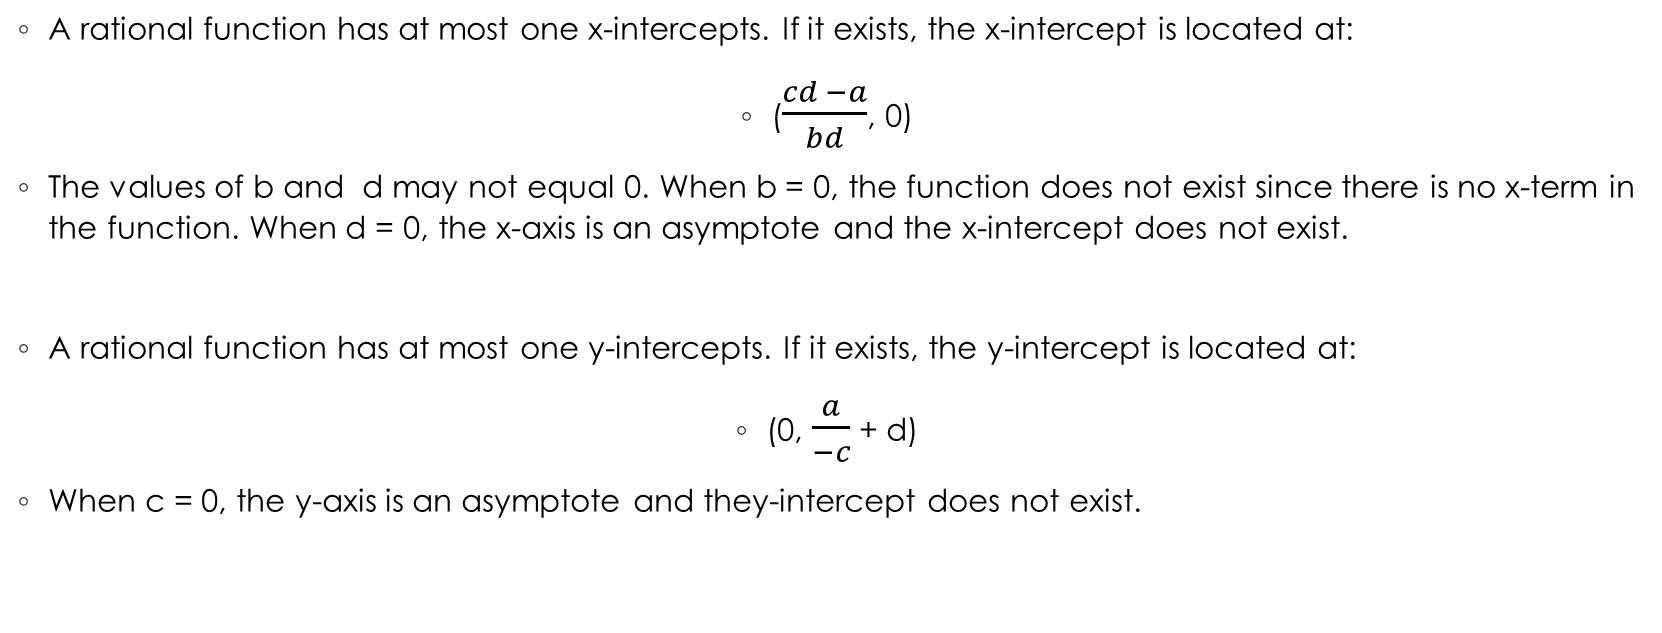 ◦ A rational function has at most one x-intercepts. If it exists, the x-intercept is located at:
◦ (\frac{cd − a}{bd}, 0)
◦ The values of b and d may not equal 0. When b = 0, the function does not exist since there is no x-term in
the function. When d = 0, the x-axis is an asymptote and the x-intercept does not exist.
◦ A rational function has at most one y-intercepts. If it exists, the y-intercept is located at:
◦ (0, \frac{a}{−c} + d)
◦ When c = 0, the y-axis is an asymptote and they-intercept does not exist.